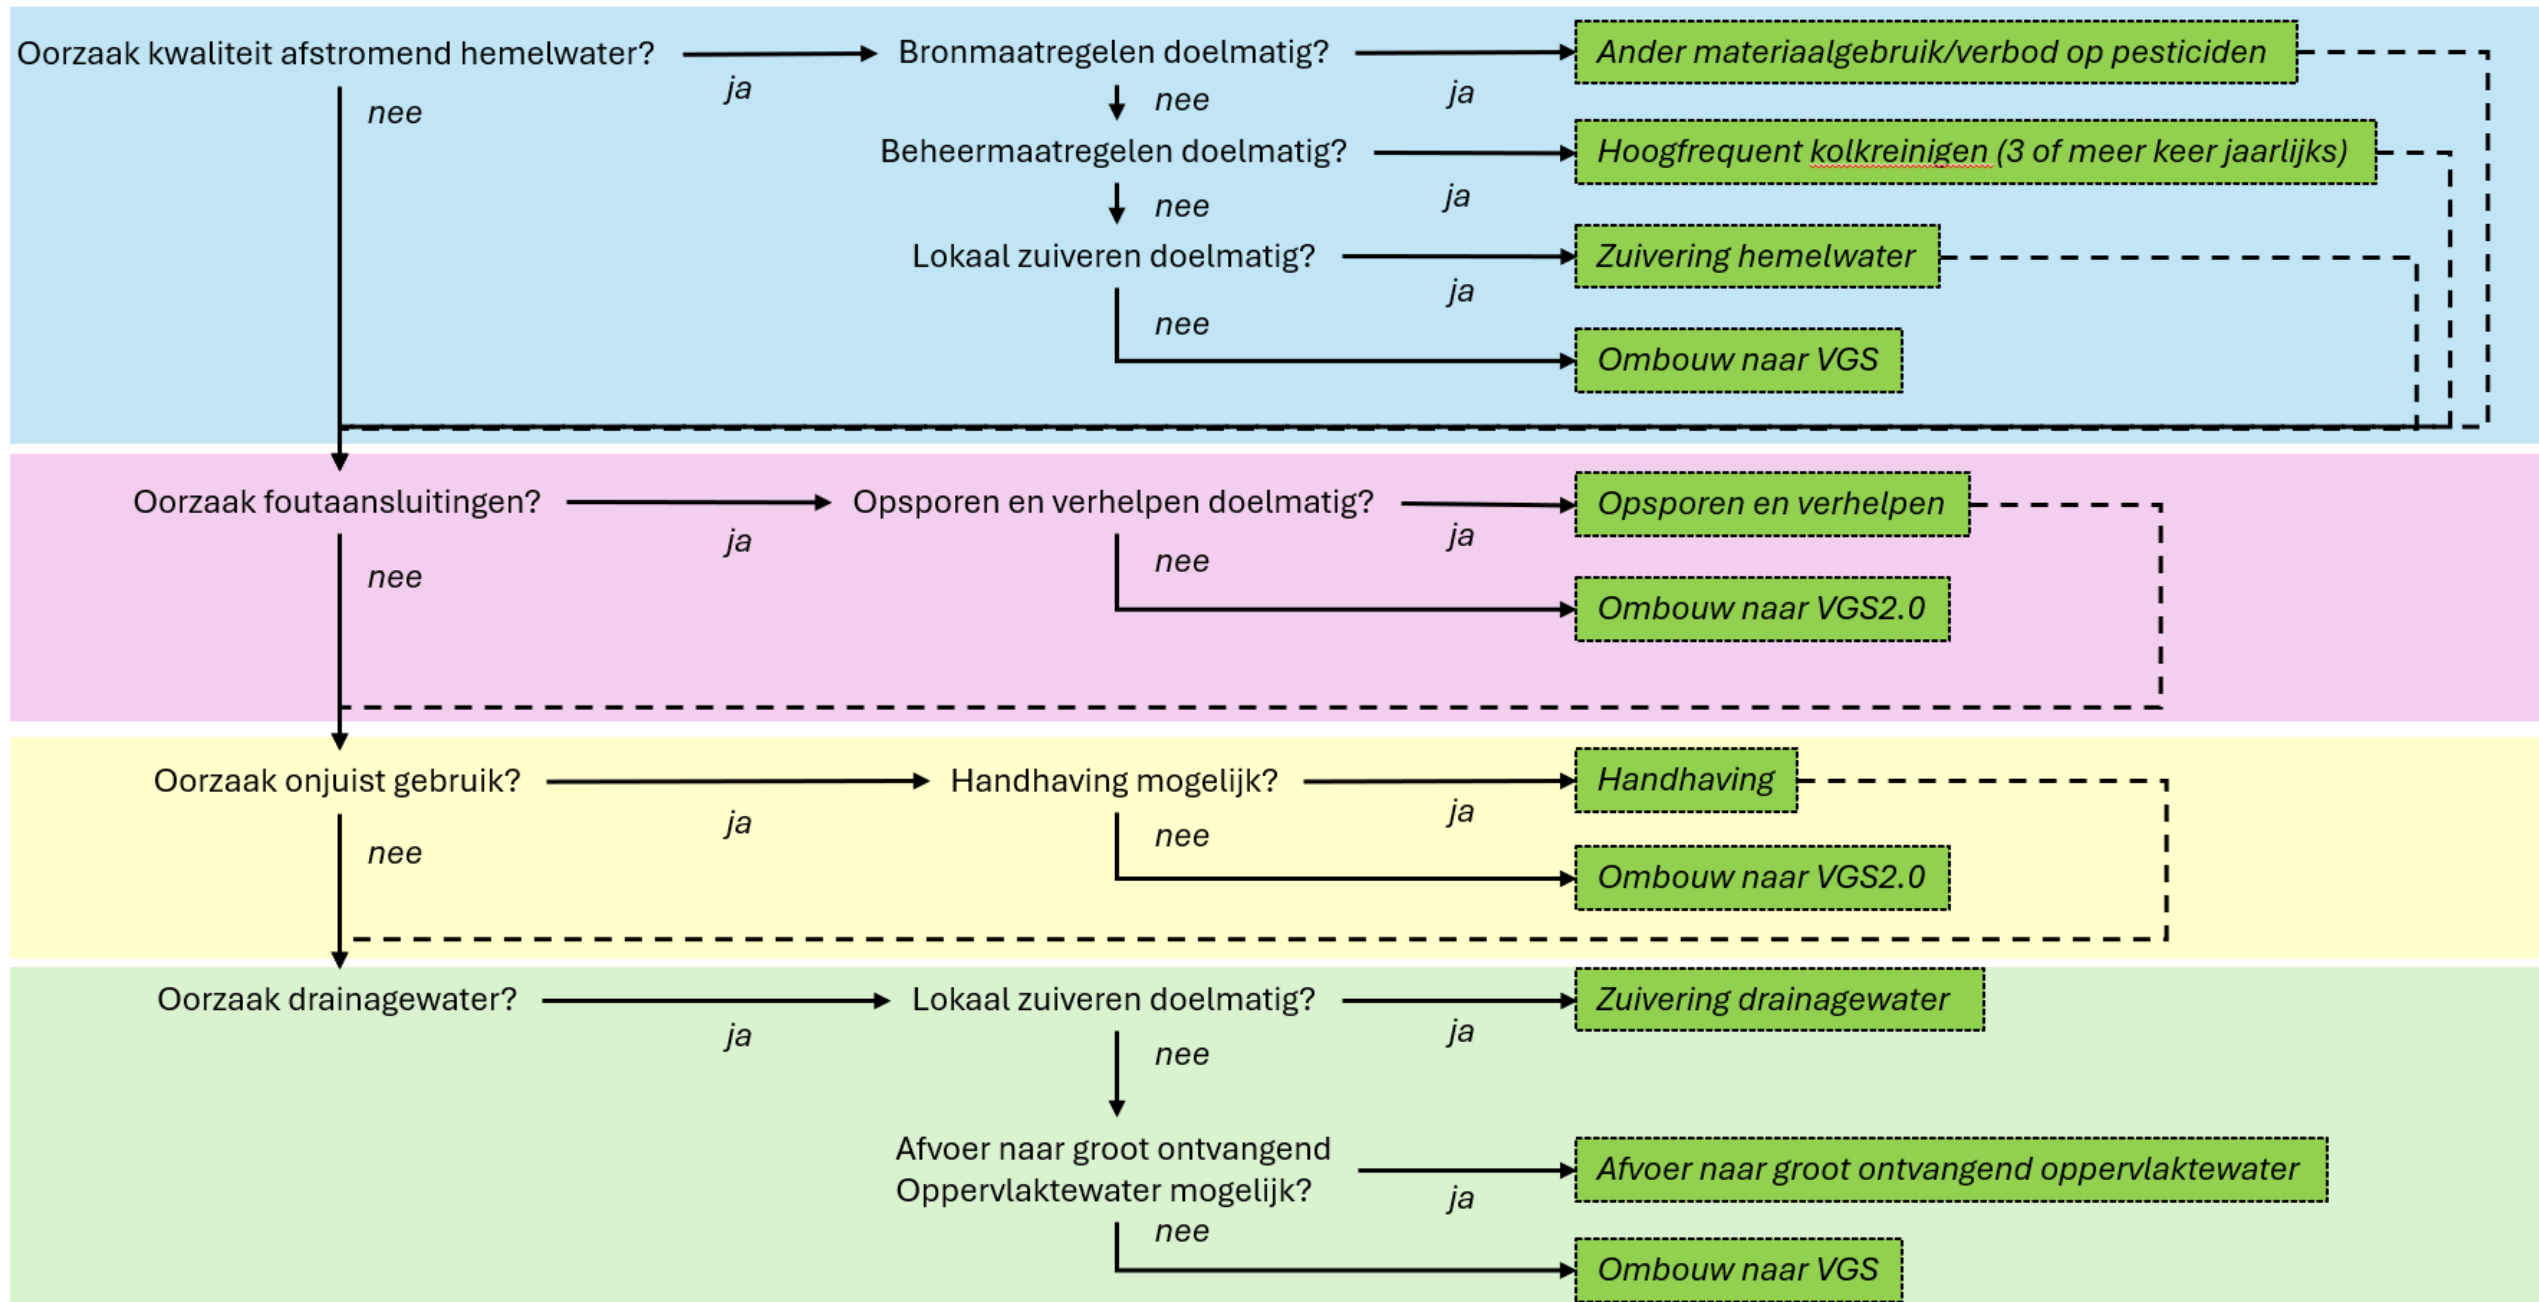 Oorzaak kwaliteit afstromend hemelwater?
ja
nee
Bronmaatregelen doelmatig?
ja
nee
Ander materiaalgebruik/verbod op pesticiden
Beheermaatregelen doelmatig?
ja
nee
Hoogfrequent kolkreinigen (3 of meer keer jaarlijks)
Lokaal zuiveren doelmatig?
ja
nee
Zuivering hemelwater
Ombouw naar VGS
Oorzaak foutaansluitingen?
ja
nee
Opsporen en verhelpen doelmatig?
ja
nee
Opsporen en verhelpen
Ombouw naar VGS2.0
Oorzaak onjuist gebruik?
ja
nee
Handhaving mogelijk?
ja
nee
Handhaving
Ombouw naar VGS2.0
Oorzaak drainagewater?
ja
Lokaal zuiveren doelmatig?
ja
nee
Zuivering drainagewater
Afvoer naar groot ontvangend
Oppervlaktewater mogelijk?
ja
nee
Afvoer naar groot ontvangend oppervlaktewater
Ombouw naar VGS